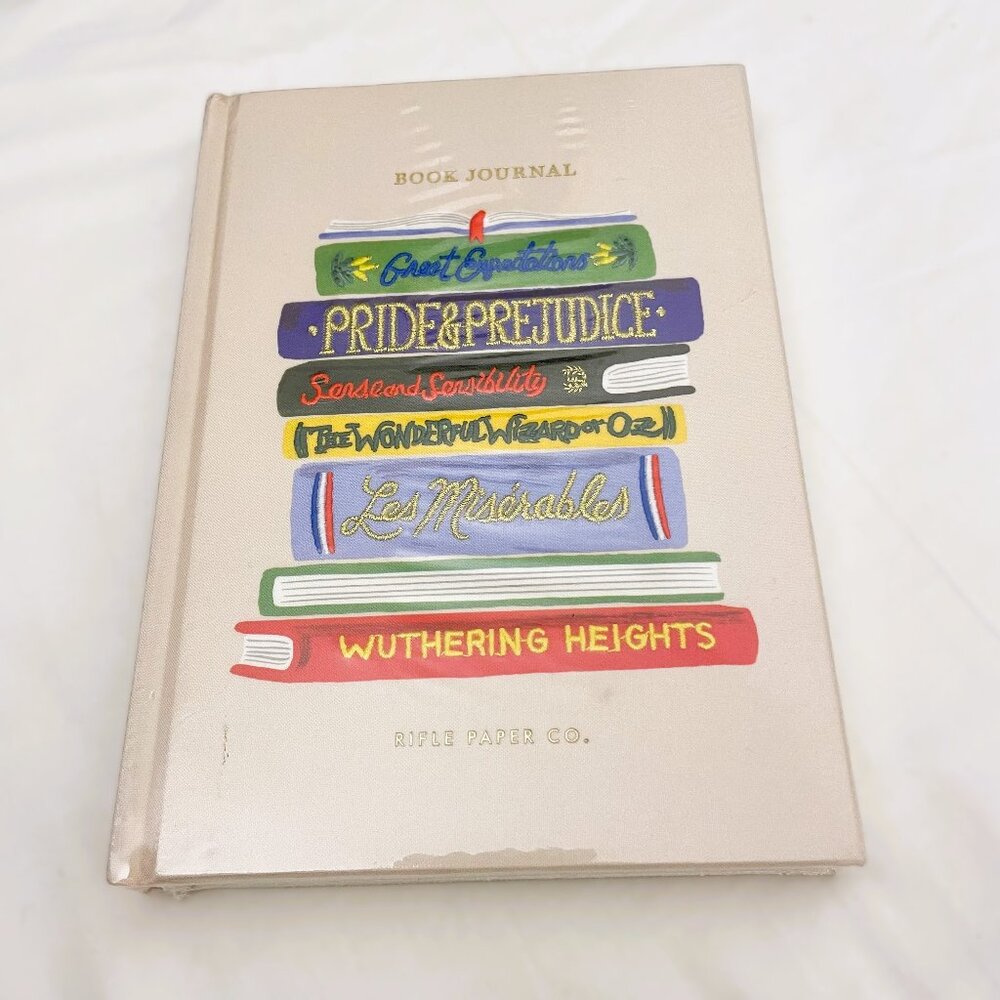 BOOK JOURNAL
Great Expectations
·PRIDE&PREJUDICE·
Sense and Sensibility
THE WONDERFUL WIZARD OF OZ
Les Misérables
WUTHERING HEIGHTS
RIFLE PAPER CO.